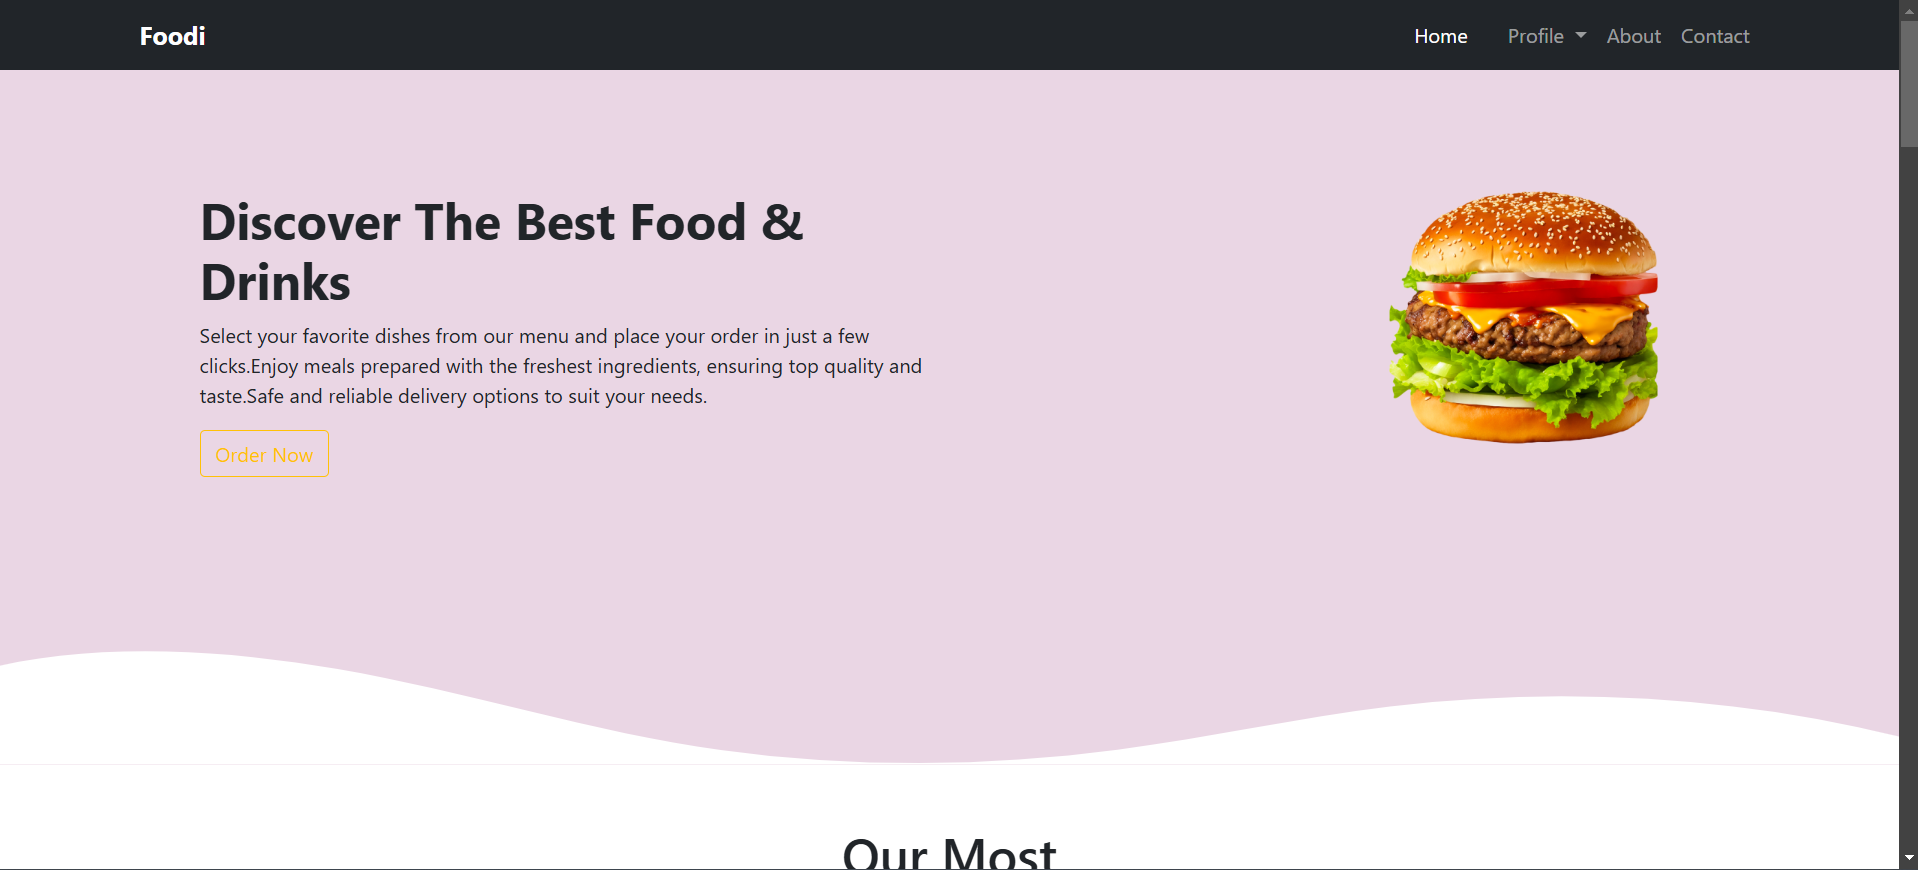 Foodi
Home Profile About Contact
Discover The Best Food &
Drinks
Select your favorite dishes from our menu and place your order in just a few
clicks.Enjoy meals prepared with the freshest ingredients, ensuring top quality and
taste.Safe and reliable delivery options to suit your needs.
Order Now
Our Most